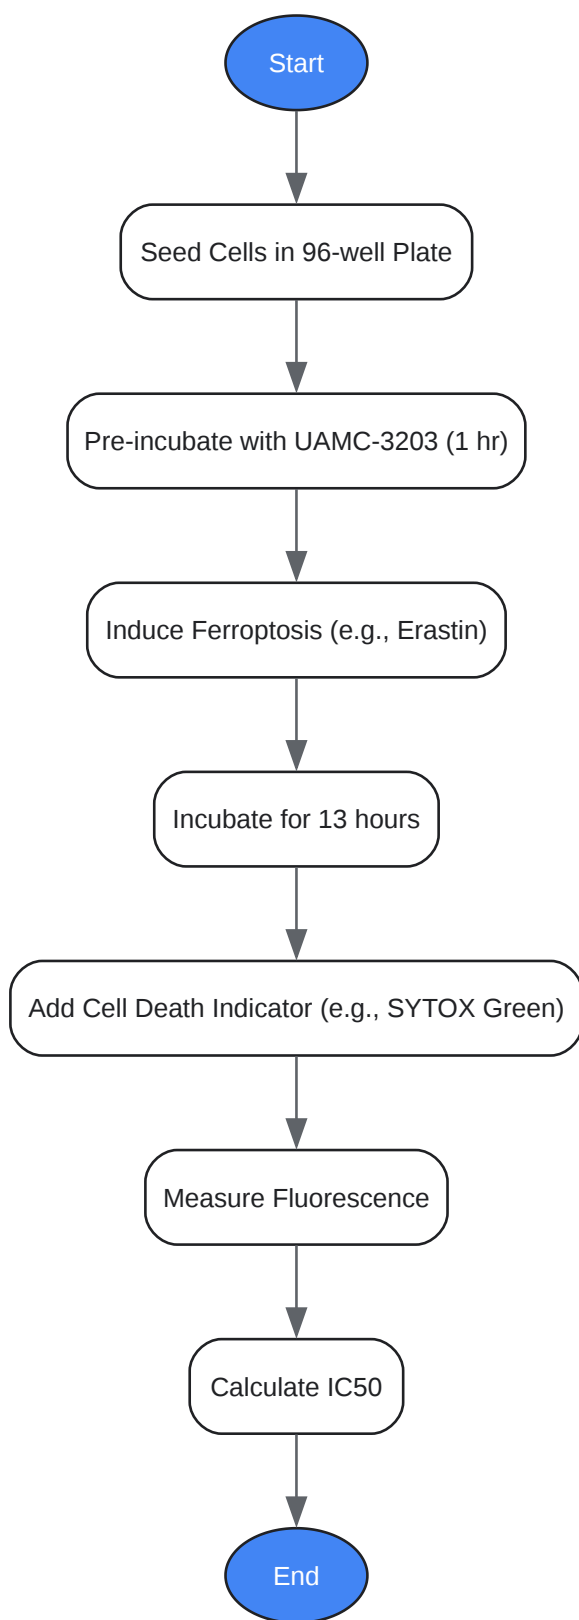 Start
Seed Cells in 96-well Plate
Pre-incubate with UAMC-3203 (1 hr)
Induce Ferroptosis (e.g., Erastin)
Incubate for 13 hours
Add Cell Death Indicator (e.g., SYTOX Green)
Measure Fluorescence
Calculate IC50
End